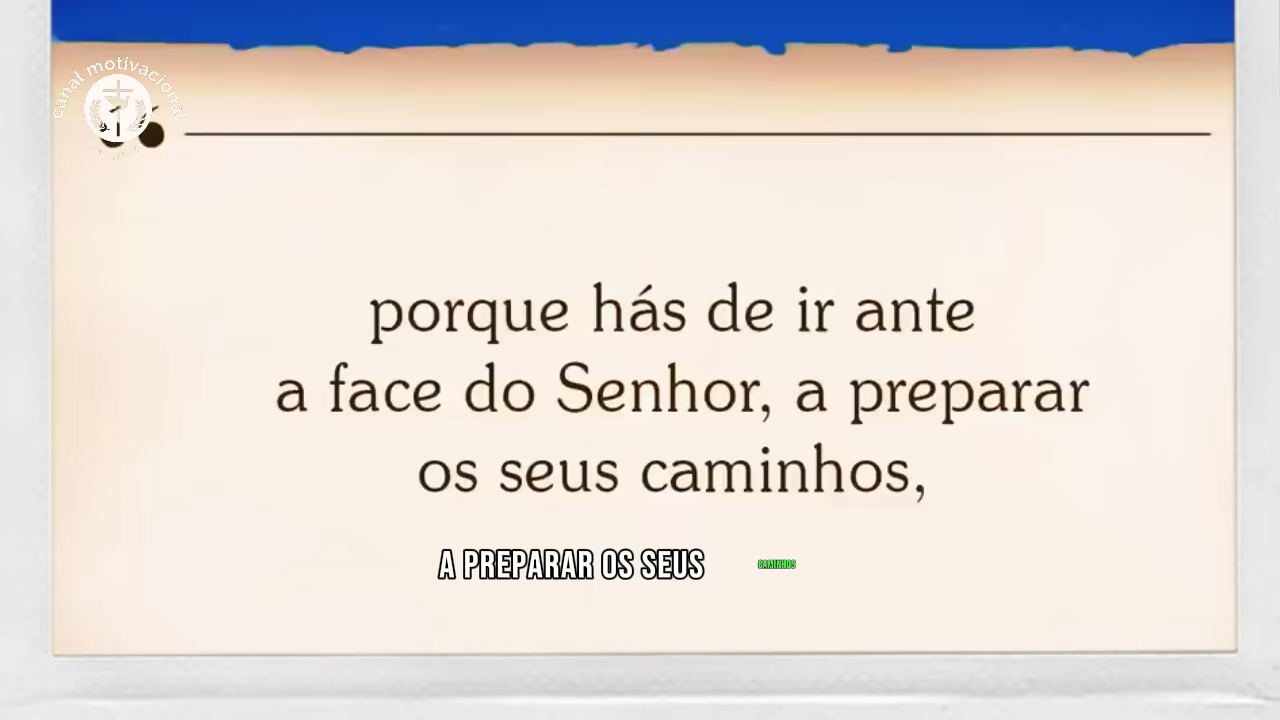 canal motivacional
porque hás de ir ante
a face do Senhor, a preparar
os seus caminhos,
A PREPARAR OS SEUS CAMINHOS